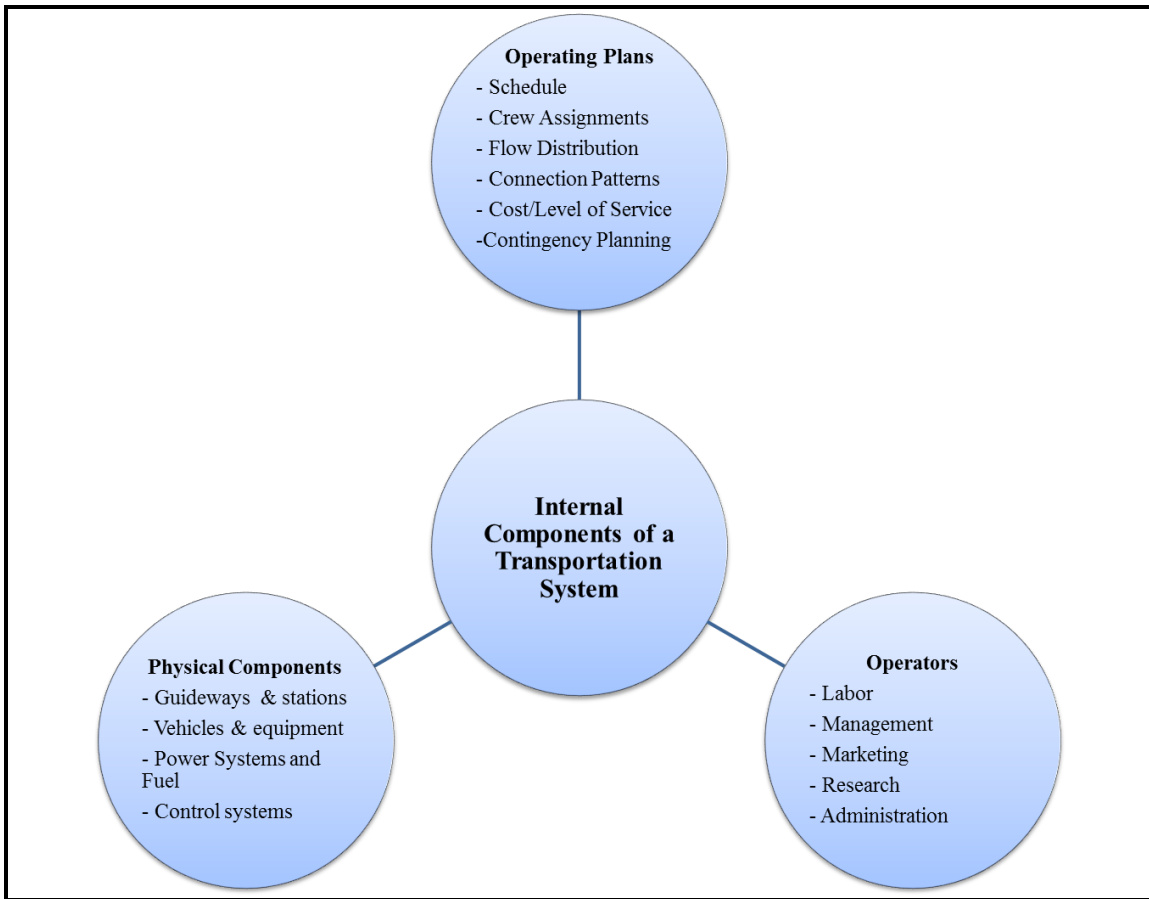 Operating Plans
- Schedule
- Crew Assignments
- Flow Distribution
- Connection Patterns
- Cost/Level of Service
-Contingency Planning
Internal
Components of a
Transportation
System
Physical Components
- Guideways & stations
- Vehicles & equipment
- Power Systems and
Fuel
- Control systems
Operators
- Labor
- Management
- Marketing
- Research
- Administration